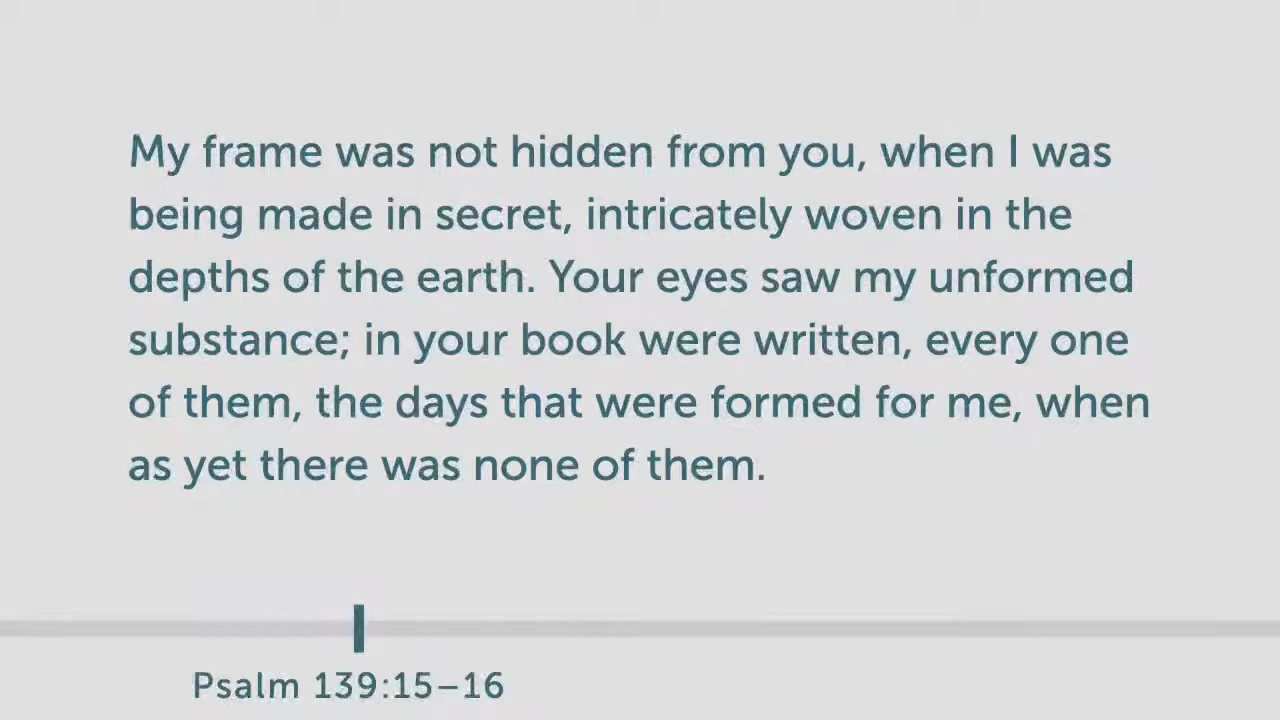 My frame was not hidden from you, when I was
being made in secret, intricately woven in the
depths of the earth. Your eyes saw my unformed
substance; in your book were written, every one
of them, the days that were formed for me, when
as yet there was none of them.
Psalm 139:15–16